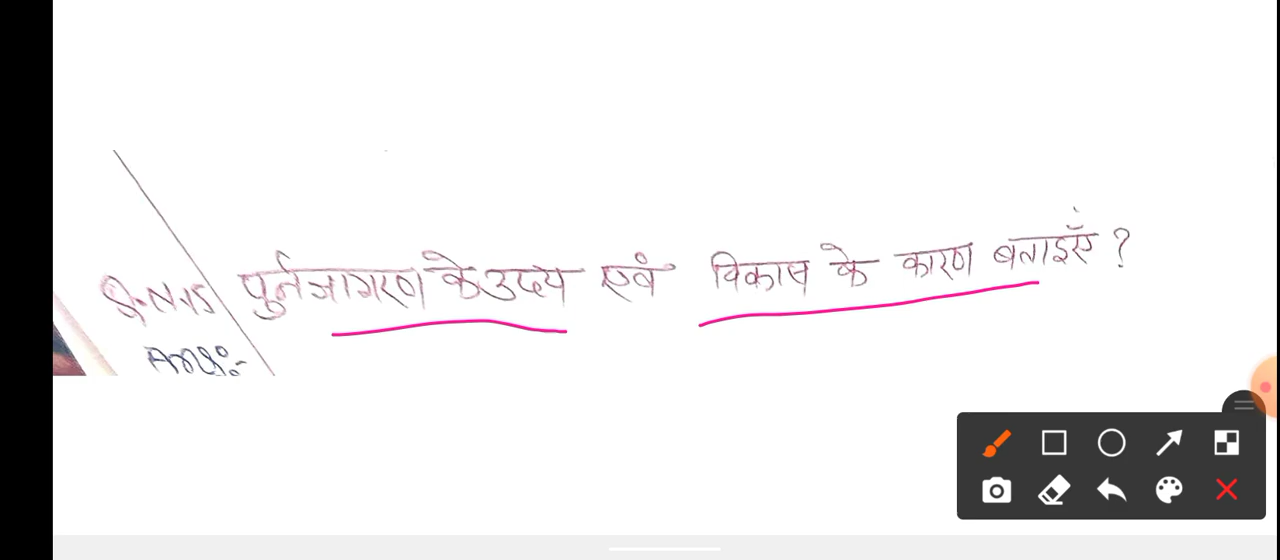 Q.N.15 पुर्नजागरण के उदय एवं विकास के कारण बताइएँ ?
Ans:-